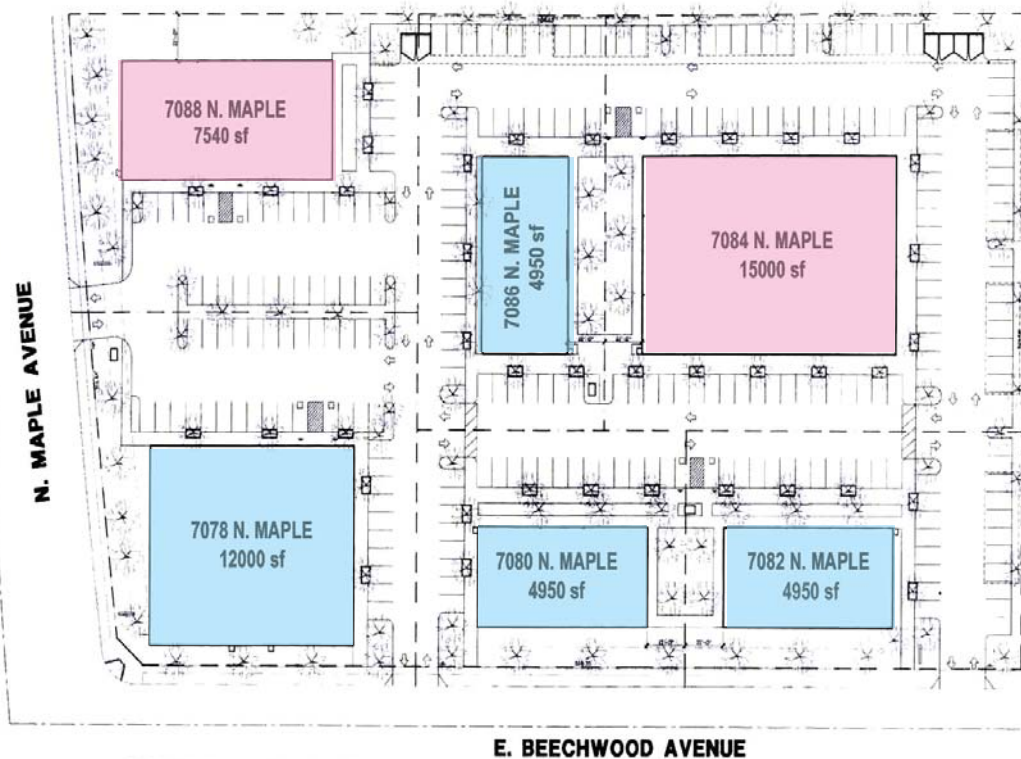 7088 N. MAPLE
7540 sf
7086 N. MAPLE
4950 sf
7084 N. MAPLE
15000 sf
N. MAPLE AVENUE
7078 N. MAPLE
12000 sf
7080 N. MAPLE
4950 sf
7082 N. MAPLE
4950 sf
E. BEECHWOOD AVENUE